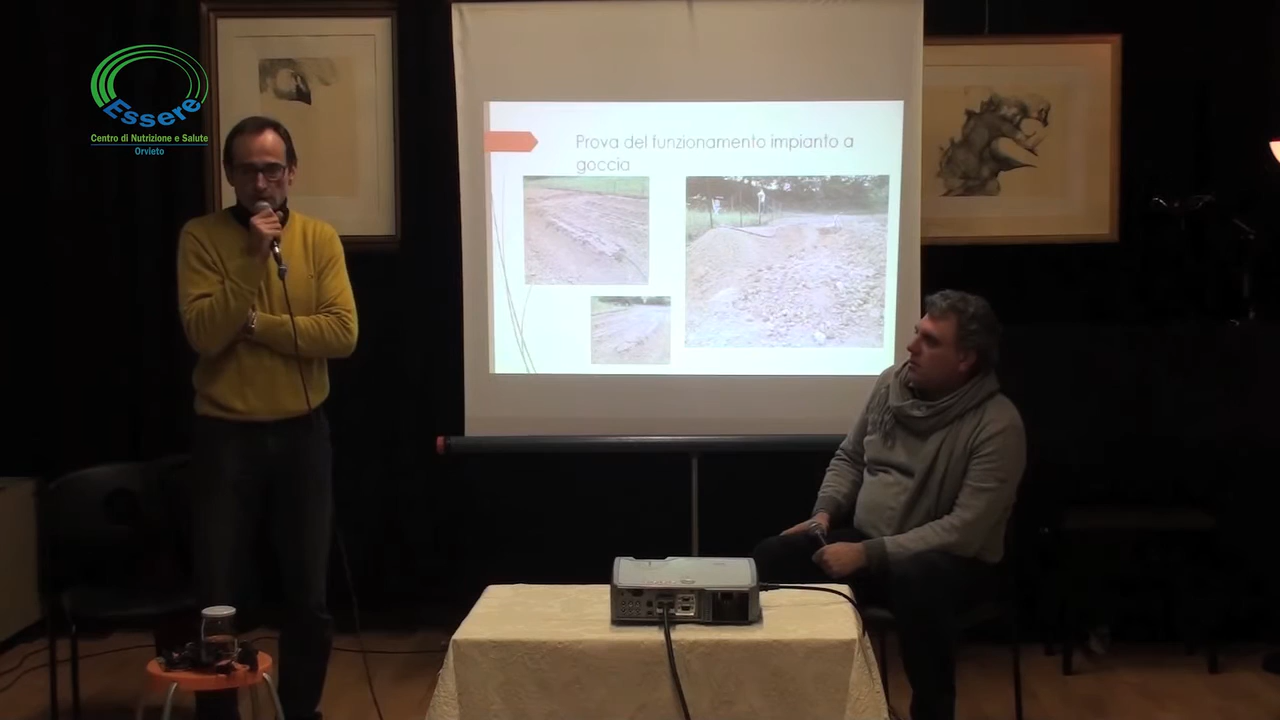 Essere
Centro di Nutrizione e Salute
Orvieto
Prova del funzionamento impianto a
goccia